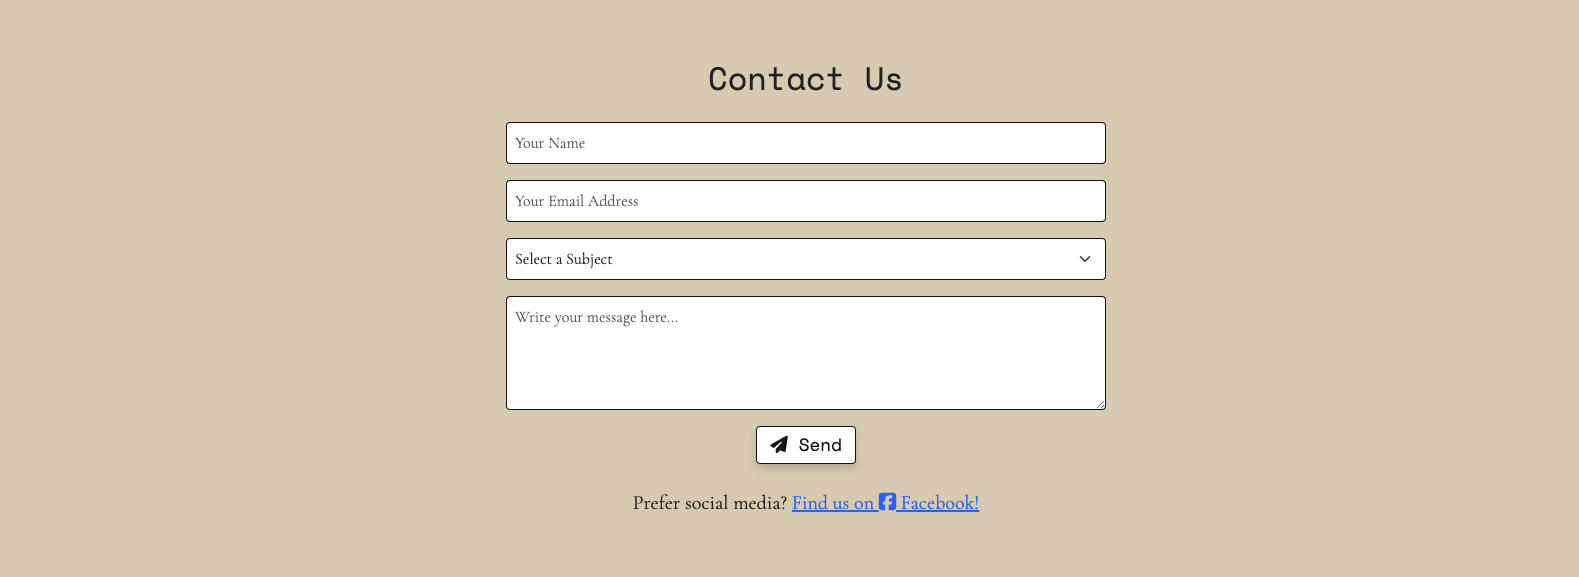 Contact Us
Your Name
Your Email Address
Select a Subject
Write your message here...
Send
Prefer social media? Find us on Facebook!